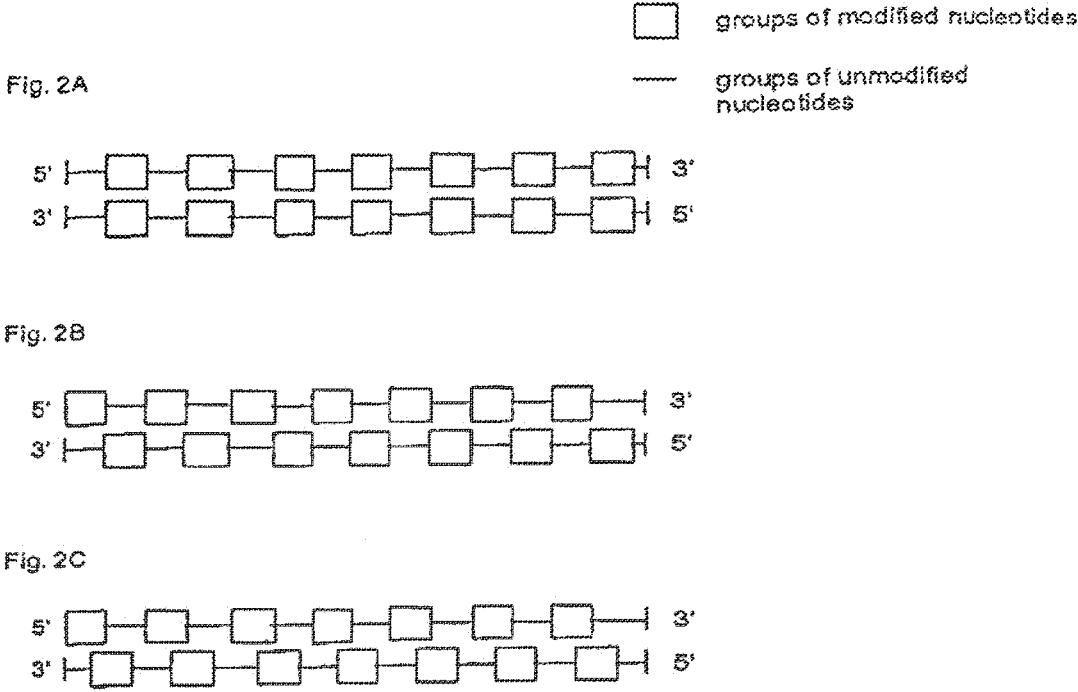 groups of modified nucleotides
Fig. 2A
groups of unmodified
nucleotides
5' 3'
3' 5'
Fig. 2B
5' 3'
3' 5'
Fig. 2C
5' 3'
3' 5'